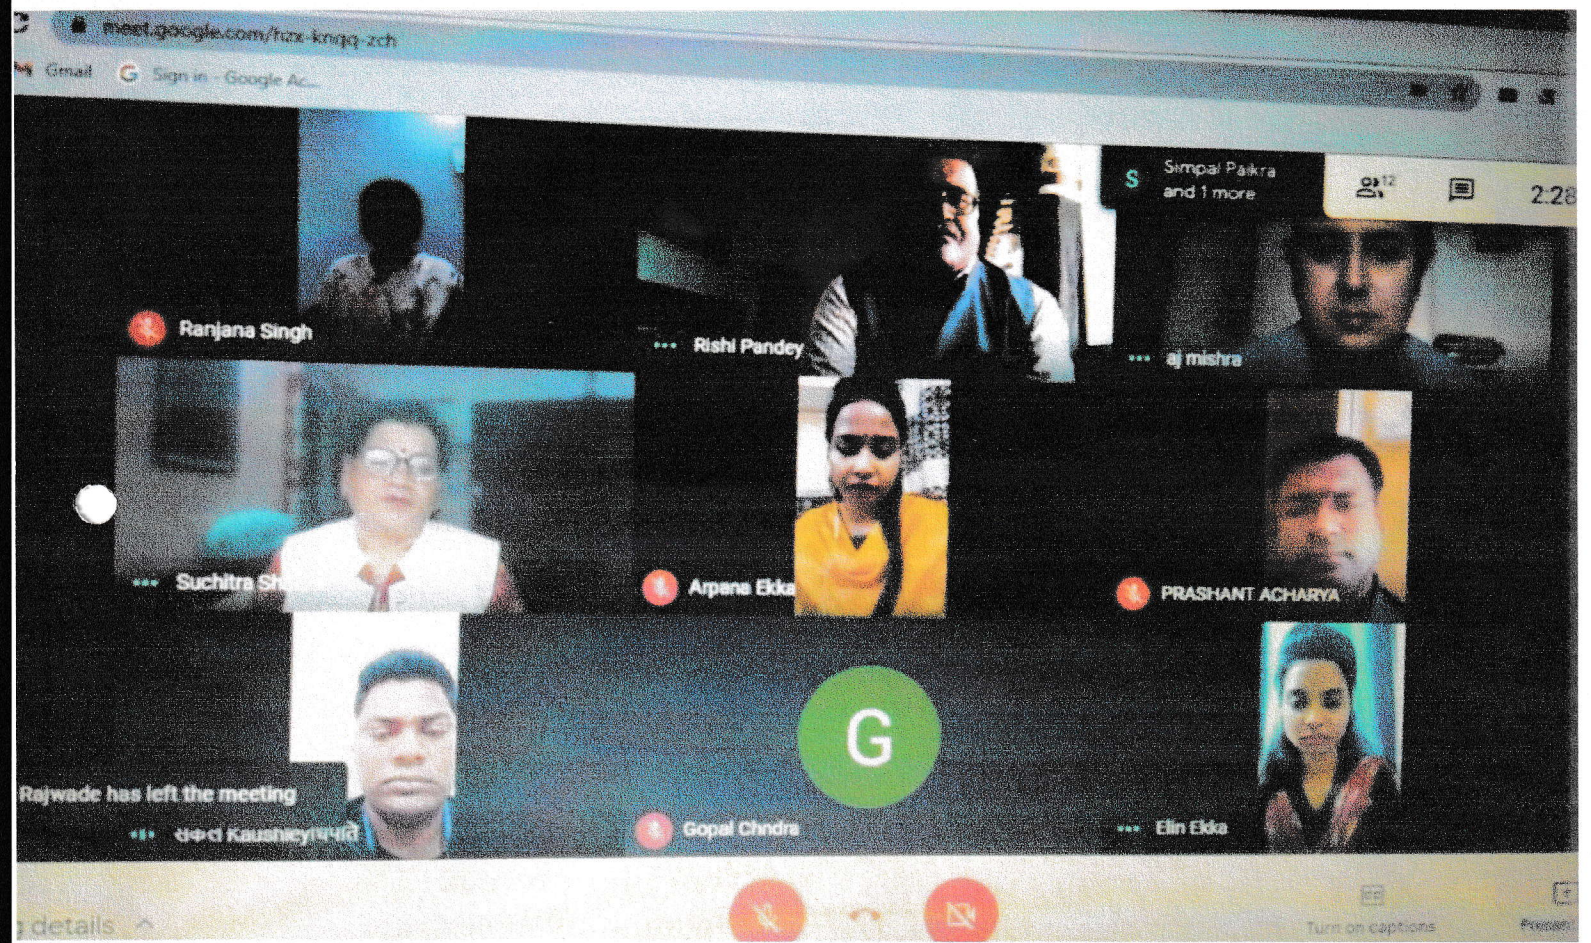 meet.google.com/hzx-knqq-zch
Gmail
Sign in - Google Ac...
S
Simpal Paikra
and 1 more
12
2:28
Ranjana Singh
Rishi Pandey
aj mishra
Suchitra Sh
Arpana Ekka
PRASHANT ACHARYA
Rajwade has left the meeting
G
Gopal Chndra
Elin Ekka
details
Turn on captions
Present